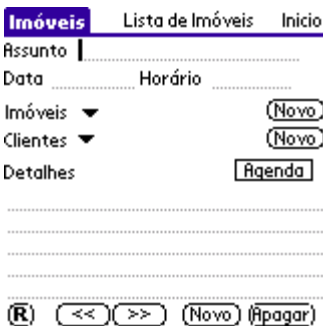 Imóveis Lista de Imóveis Inicio
Assunto
Data Horário
Imóveis Novo
Clientes Novo
Detalhes Agenda
R << >> Novo Apagar